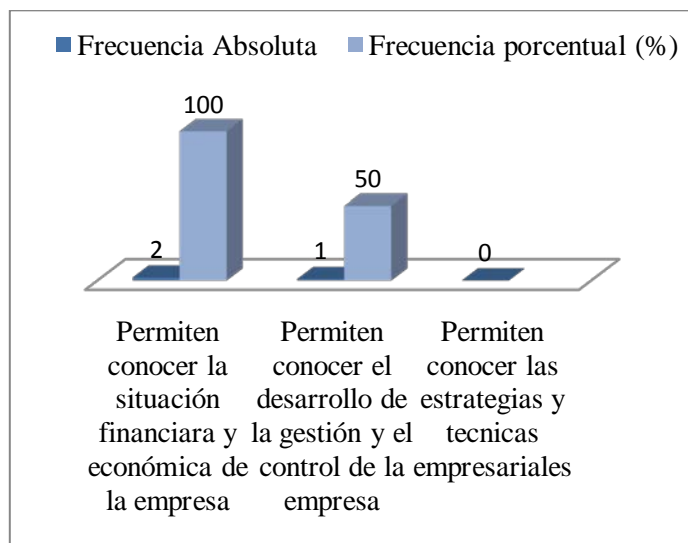 Frecuencia Absoluta Frecuencia porcentual (%)
100
50
2 1 0
Permiten
conocer la
situación
financiara y
económica de
la empresa
Permiten
conocer el
desarrollo de
la gestión y el
control de la
empresa
Permiten
conocer las
estrategias y
tecnicas
empresariales